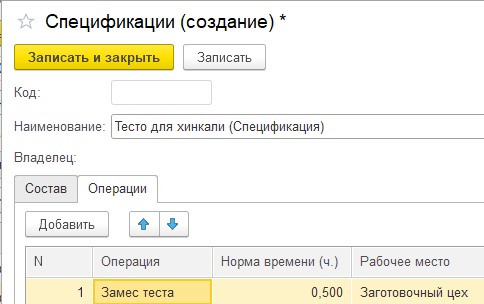 Спецификации (создание) *
Записать и закрыть Записать
Код:
Наименование: Тесто для хинкали (Спецификация)
Владелец:
Состав Операции
Добавить
N Операция Норма времени (ч.) Рабочее место
1 Замес теста 0,500 Заготовочный цех